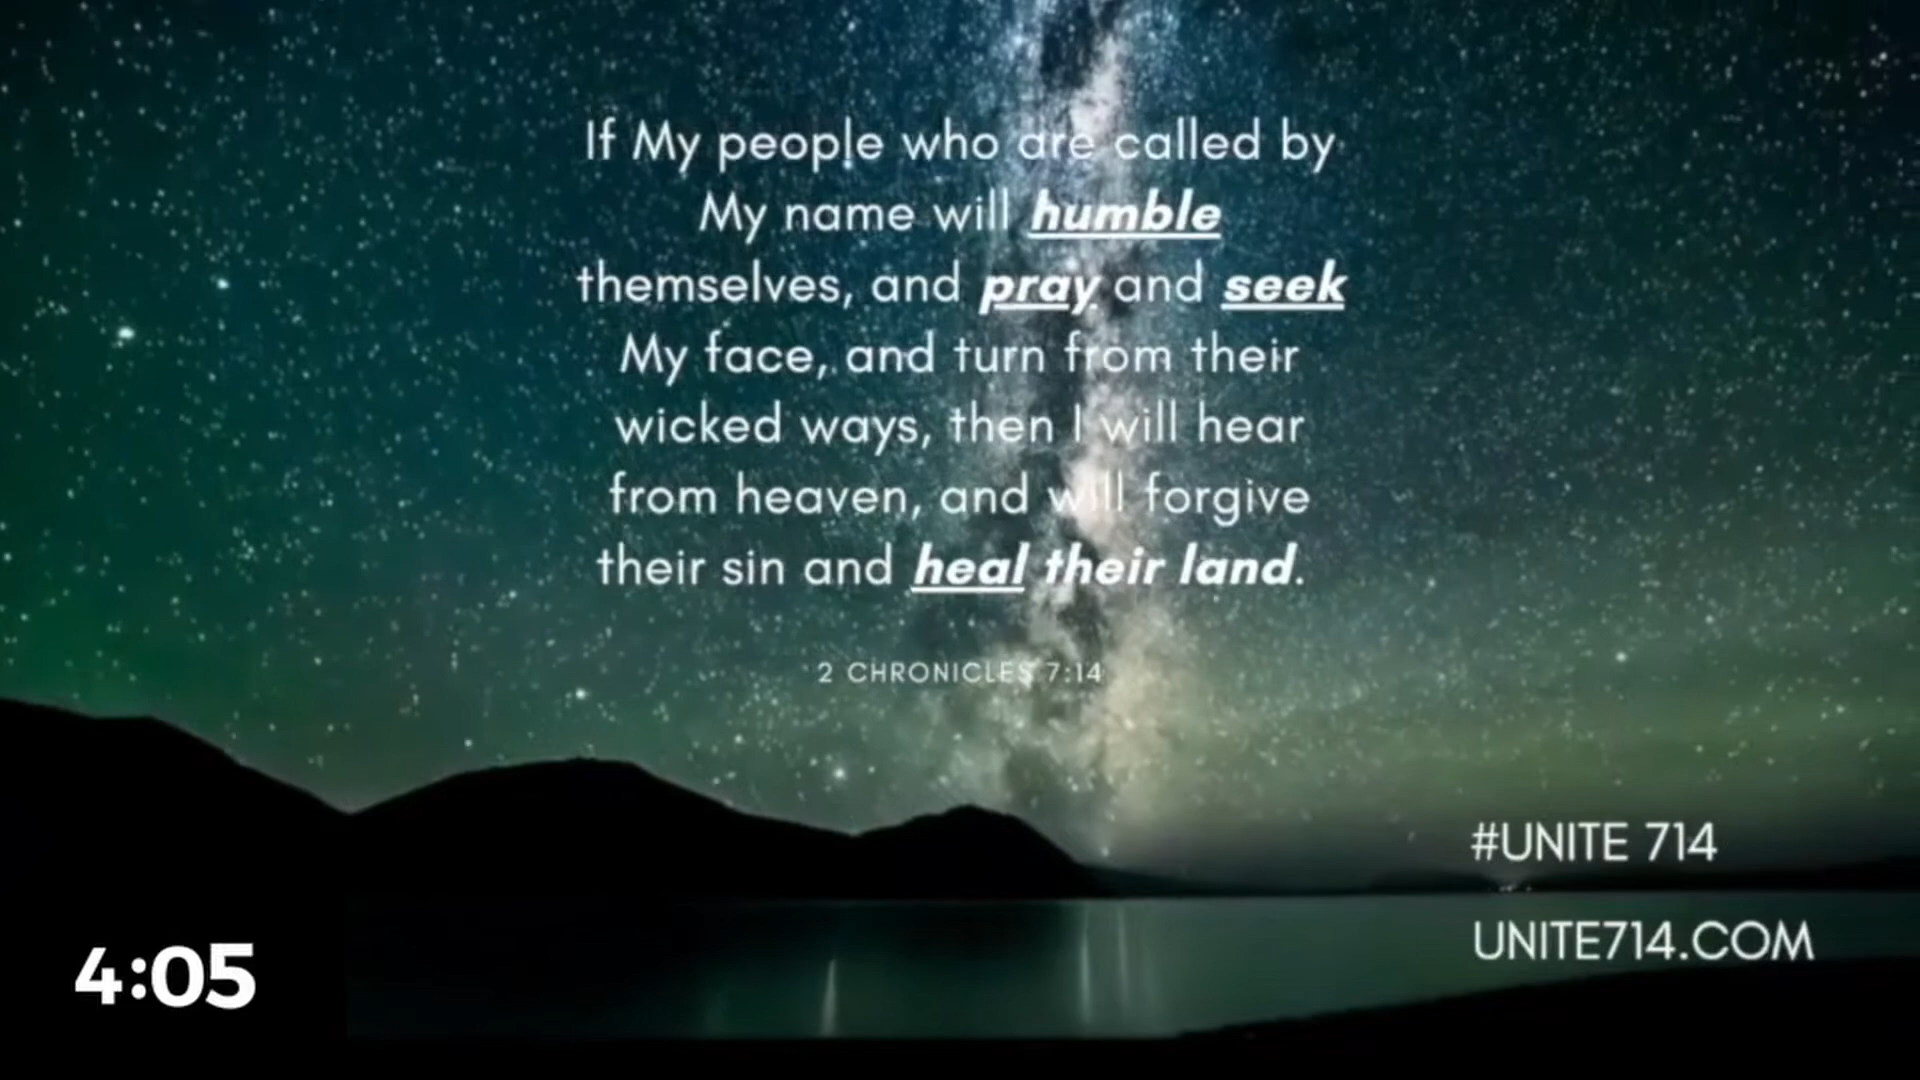 If My people who are called by
My name will humble
themselves, and pray and seek
My face, and turn from their
wicked ways, then I will hear
from heaven, and will forgive
their sin and heal their land.
2 CHRONICLES 7:14
#UNITE 714
UNITE714.COM
4:05